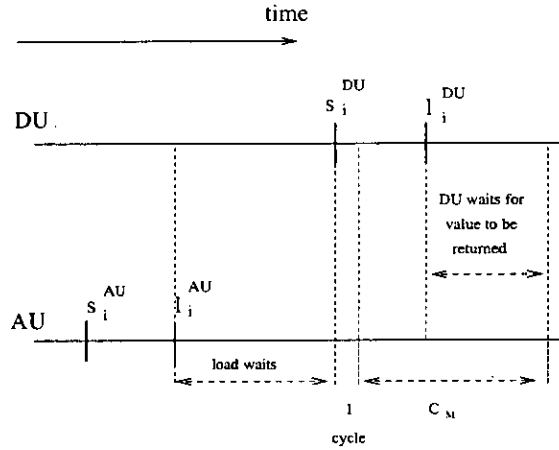 time
s i DU
l i DU
DU
DU waits for
value to be
returned
s i AU
l i AU
AU
load waits
1
C M
cycle